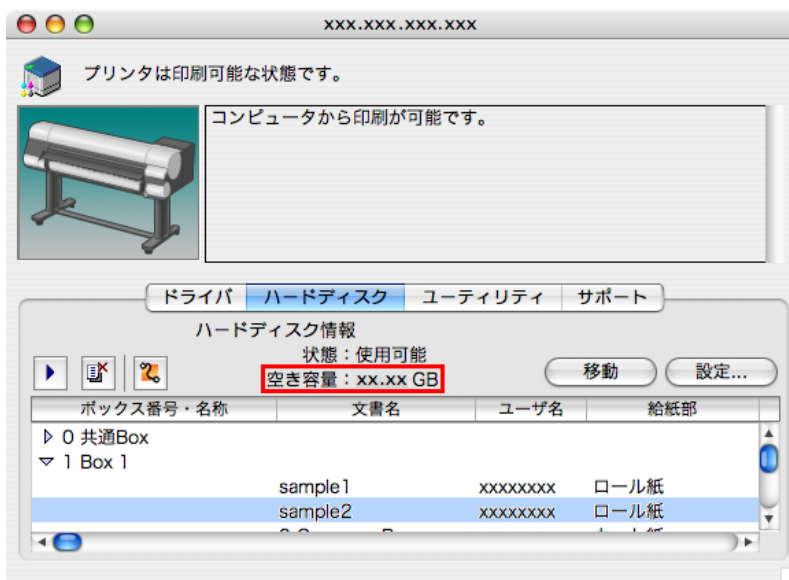 xxx.xxx.xxx.xxx
プリンタは印刷可能な状態です。
コンピュータから印刷が可能です。
ドライバ ハードディスク ユーティリティ サポート
ハードディスク情報
状態：使用可能
空き容量：xx.xx GB
移動 設定...
ボックス番号・名称 文書名 ユーザ名 給紙部
0 共通Box
1 Box 1
sample1 xxxxxxxx ロール紙
sample2 xxxxxxxx ロール紙